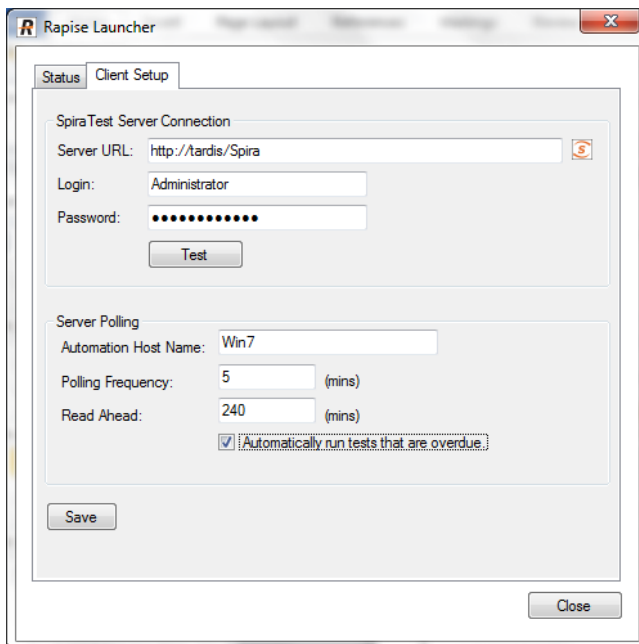 Rapise Launcher
Status Client Setup
SpiraTest Server Connection
Server URL: http://tardis/Spira
Login: Administrator
Password: ●●●●●●●●●●●●
Test
Server Polling
Automation Host Name: Win7
Polling Frequency: 5 (mins)
Read Ahead: 240 (mins)
Automatically run tests that are overdue.
Save
Close